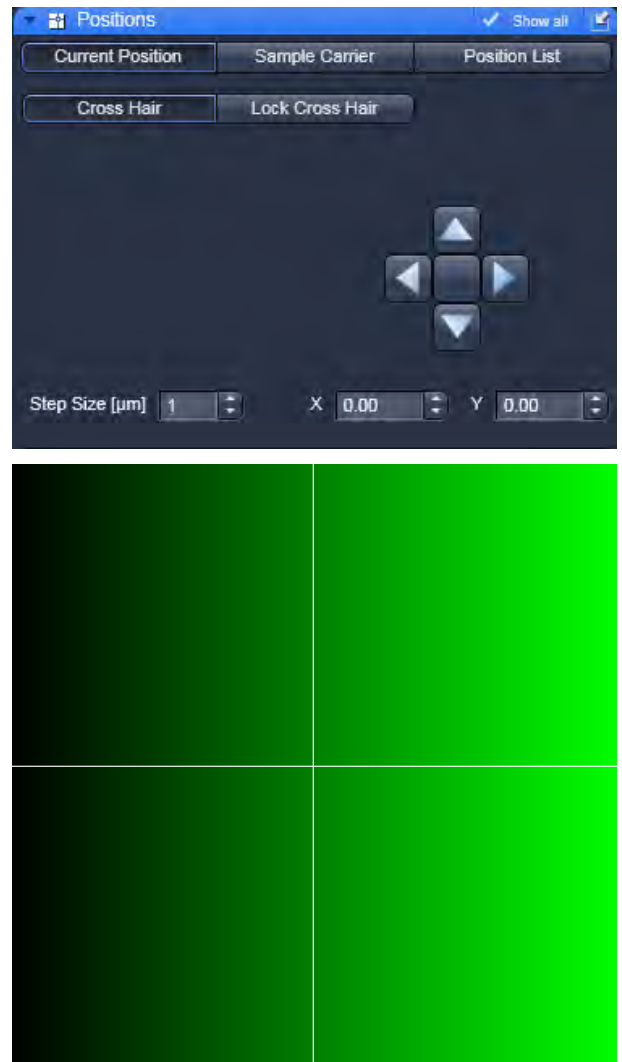 Positions Show all
Current Position Sample Carrier Position List
Cross Hair Lock Cross Hair
Step Size [µm] 1 X 0.00 Y 0.00